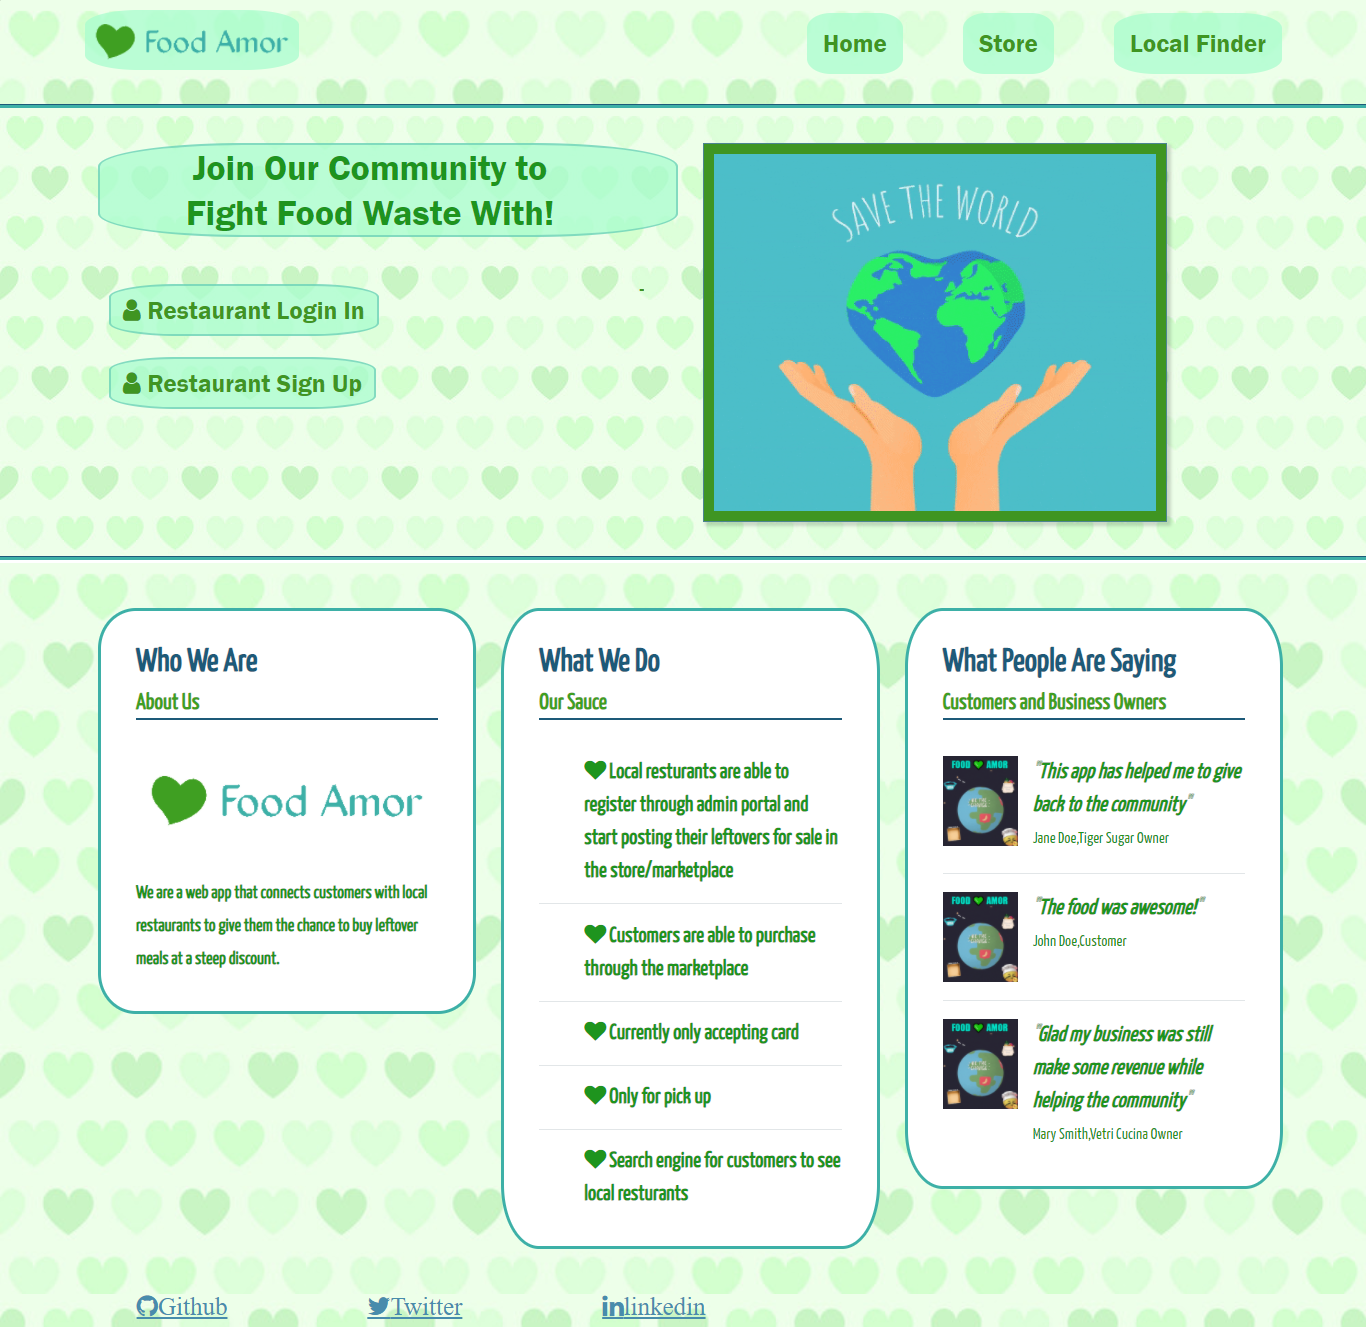 Food Amor
Home
Store
Local Finder
Join Our Community to
Fight Food Waste With!
-
Restaurant Login In
Restaurant Sign Up
SAVE THE WORLD
Who We Are
About Us
Food Amor
We are a web app that connects customers with local
restaurants to give them the chance to buy leftover
meals at a steep discount.
What We Do
Our Sauce
Local resturants are able to
register through admin portal and
start posting their leftovers for sale in
the store/marketplace
Customers are able to purchase
through the marketplace
Currently only accepting card
Only for pick up
Search engine for customers to see
local resturants
What People Are Saying
Customers and Business Owners
FOOD AMOR
"This app has helped me to give
back to the community"
Jane Doe,Tiger Sugar Owner
FOOD AMOR
"The food was awesome!"
John Doe,Customer
FOOD AMOR
"Glad my business was still
make some revenue while
helping the community"
Mary Smith,Vetri Cucina Owner
Github
Twitter
linkedin